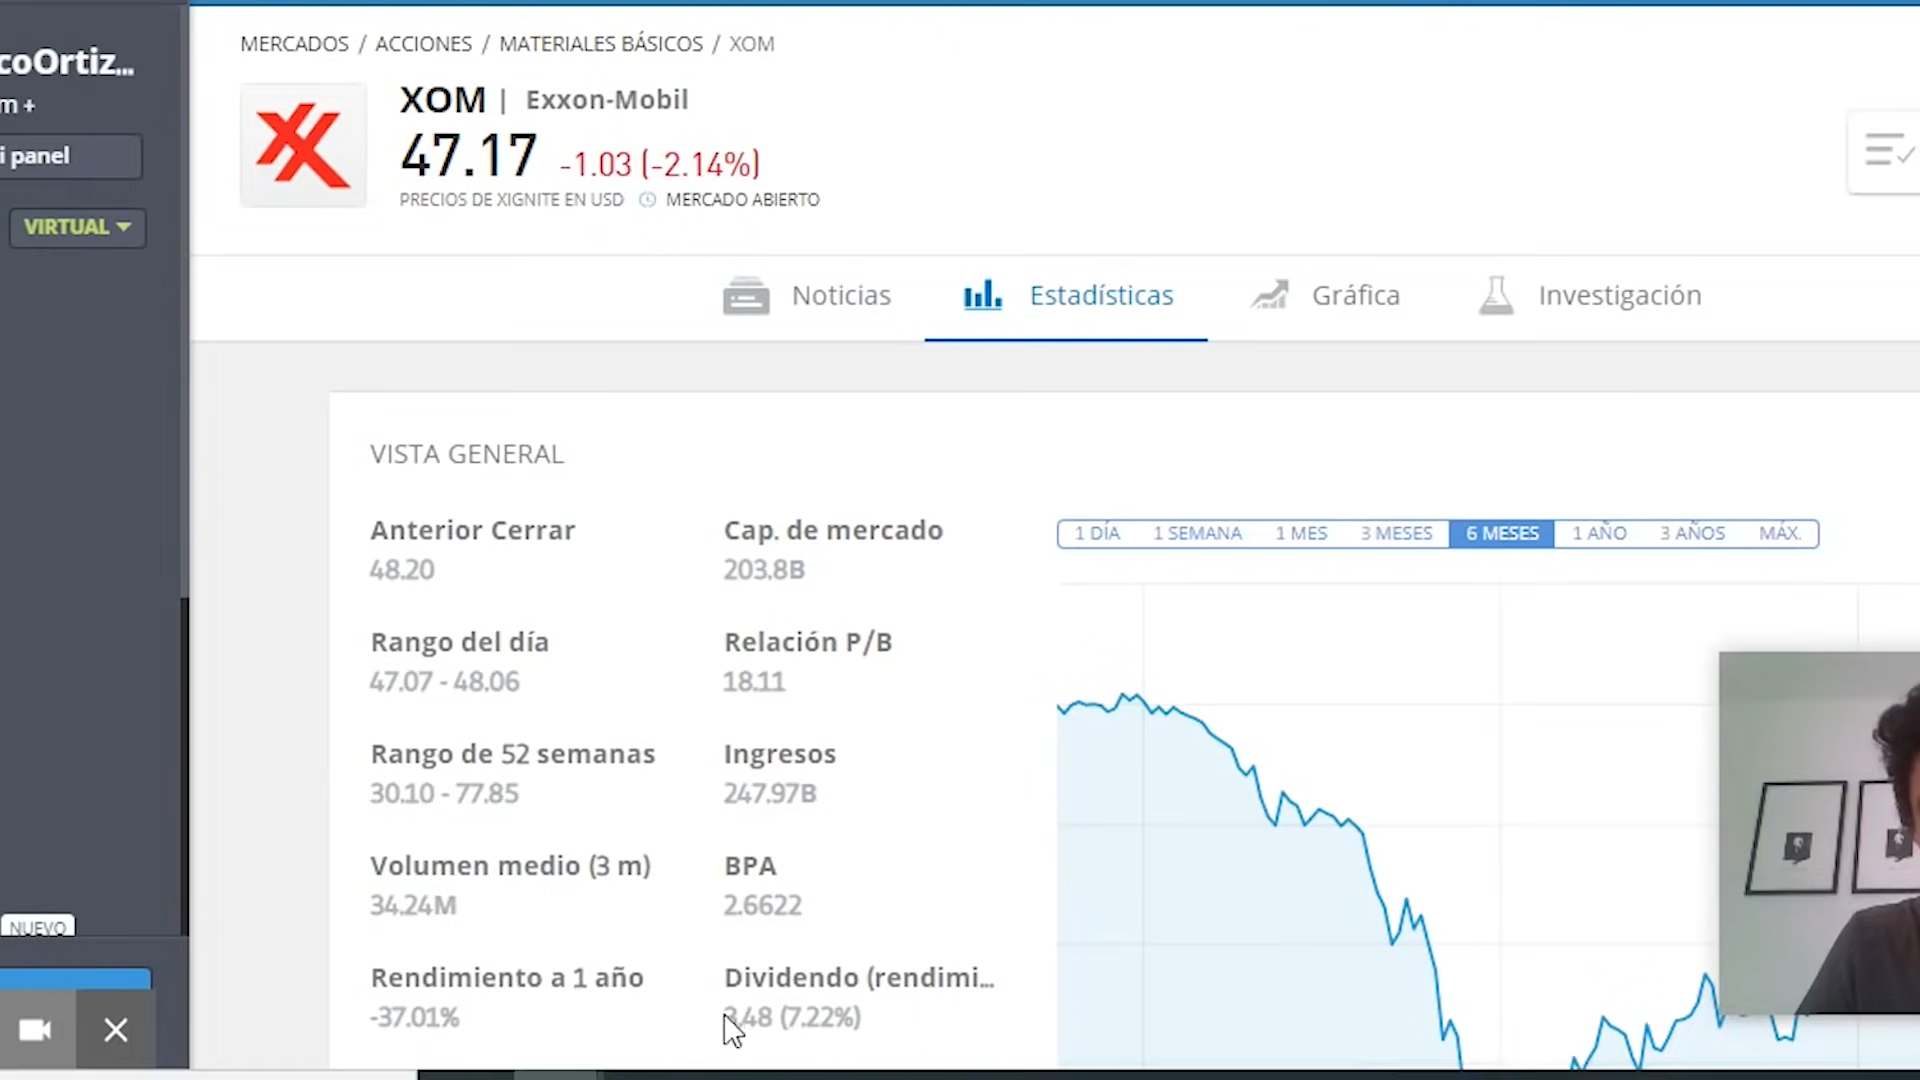 MERCADOS / ACCIONES / MATERIALES BÁSICOS / XOM
coOrtiz...
m +
i panel
VIRTUAL
XOM | Exxon-Mobil
47.17 -1.03 (-2.14%)
PRECIOS DE XIGNITE EN USD MERCADO ABIERTO
Noticias Estadísticas Gráfica Investigación
VISTA GENERAL
Anterior Cerrar
48.20
Rango del día
47.07 - 48.06
Rango de 52 semanas
30.10 - 77.85
Volumen medio (3 m)
34.24M
Rendimiento a 1 año
-37.01%
Cap. de mercado
203.8B
Relación P/B
18.11
Ingresos
247.97B
BPA
2.6622
Dividendo (rendimi...
3.48 (7.22%)
1 DÍA 1 SEMANA 1 MES 3 MESES 6 MESES 1 AÑO 3 AÑOS MÁX.
NUEVO